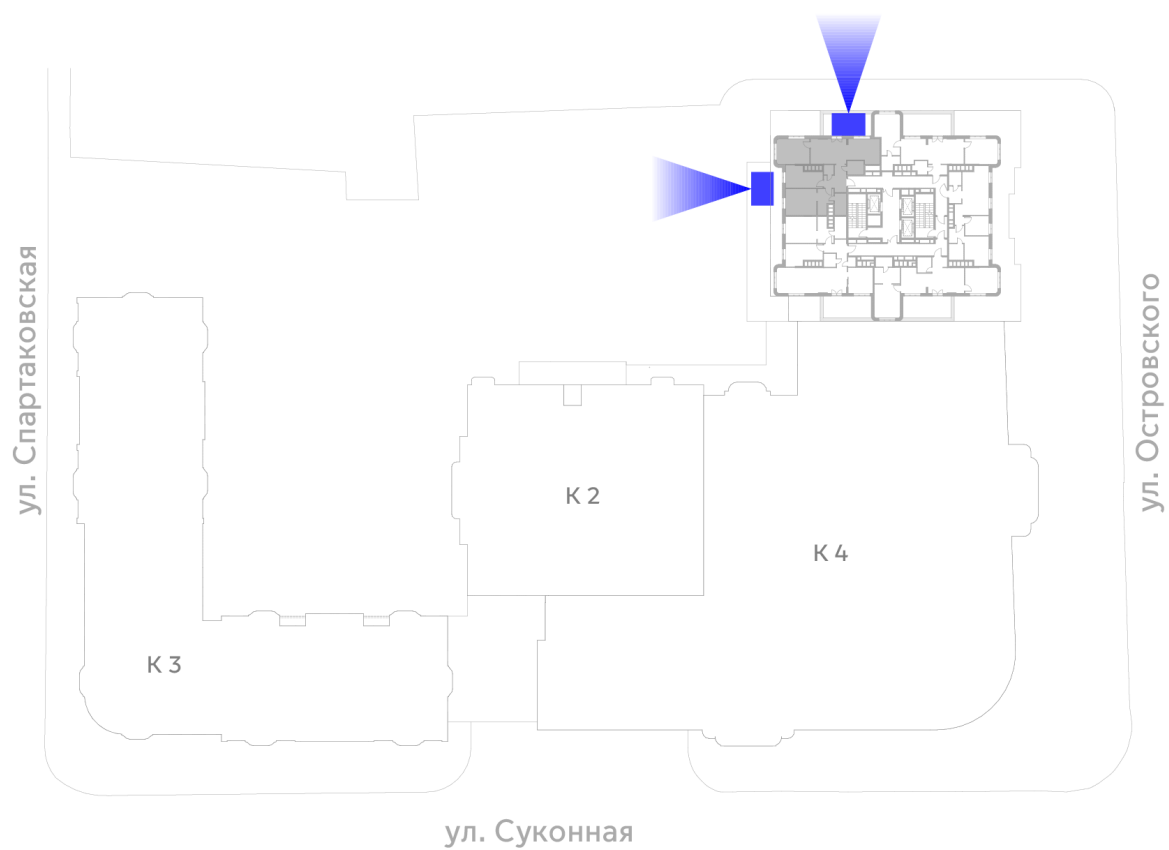 ул. Спартаковская
ул. Островского
К 2
К 4
К 3
ул. Суконная